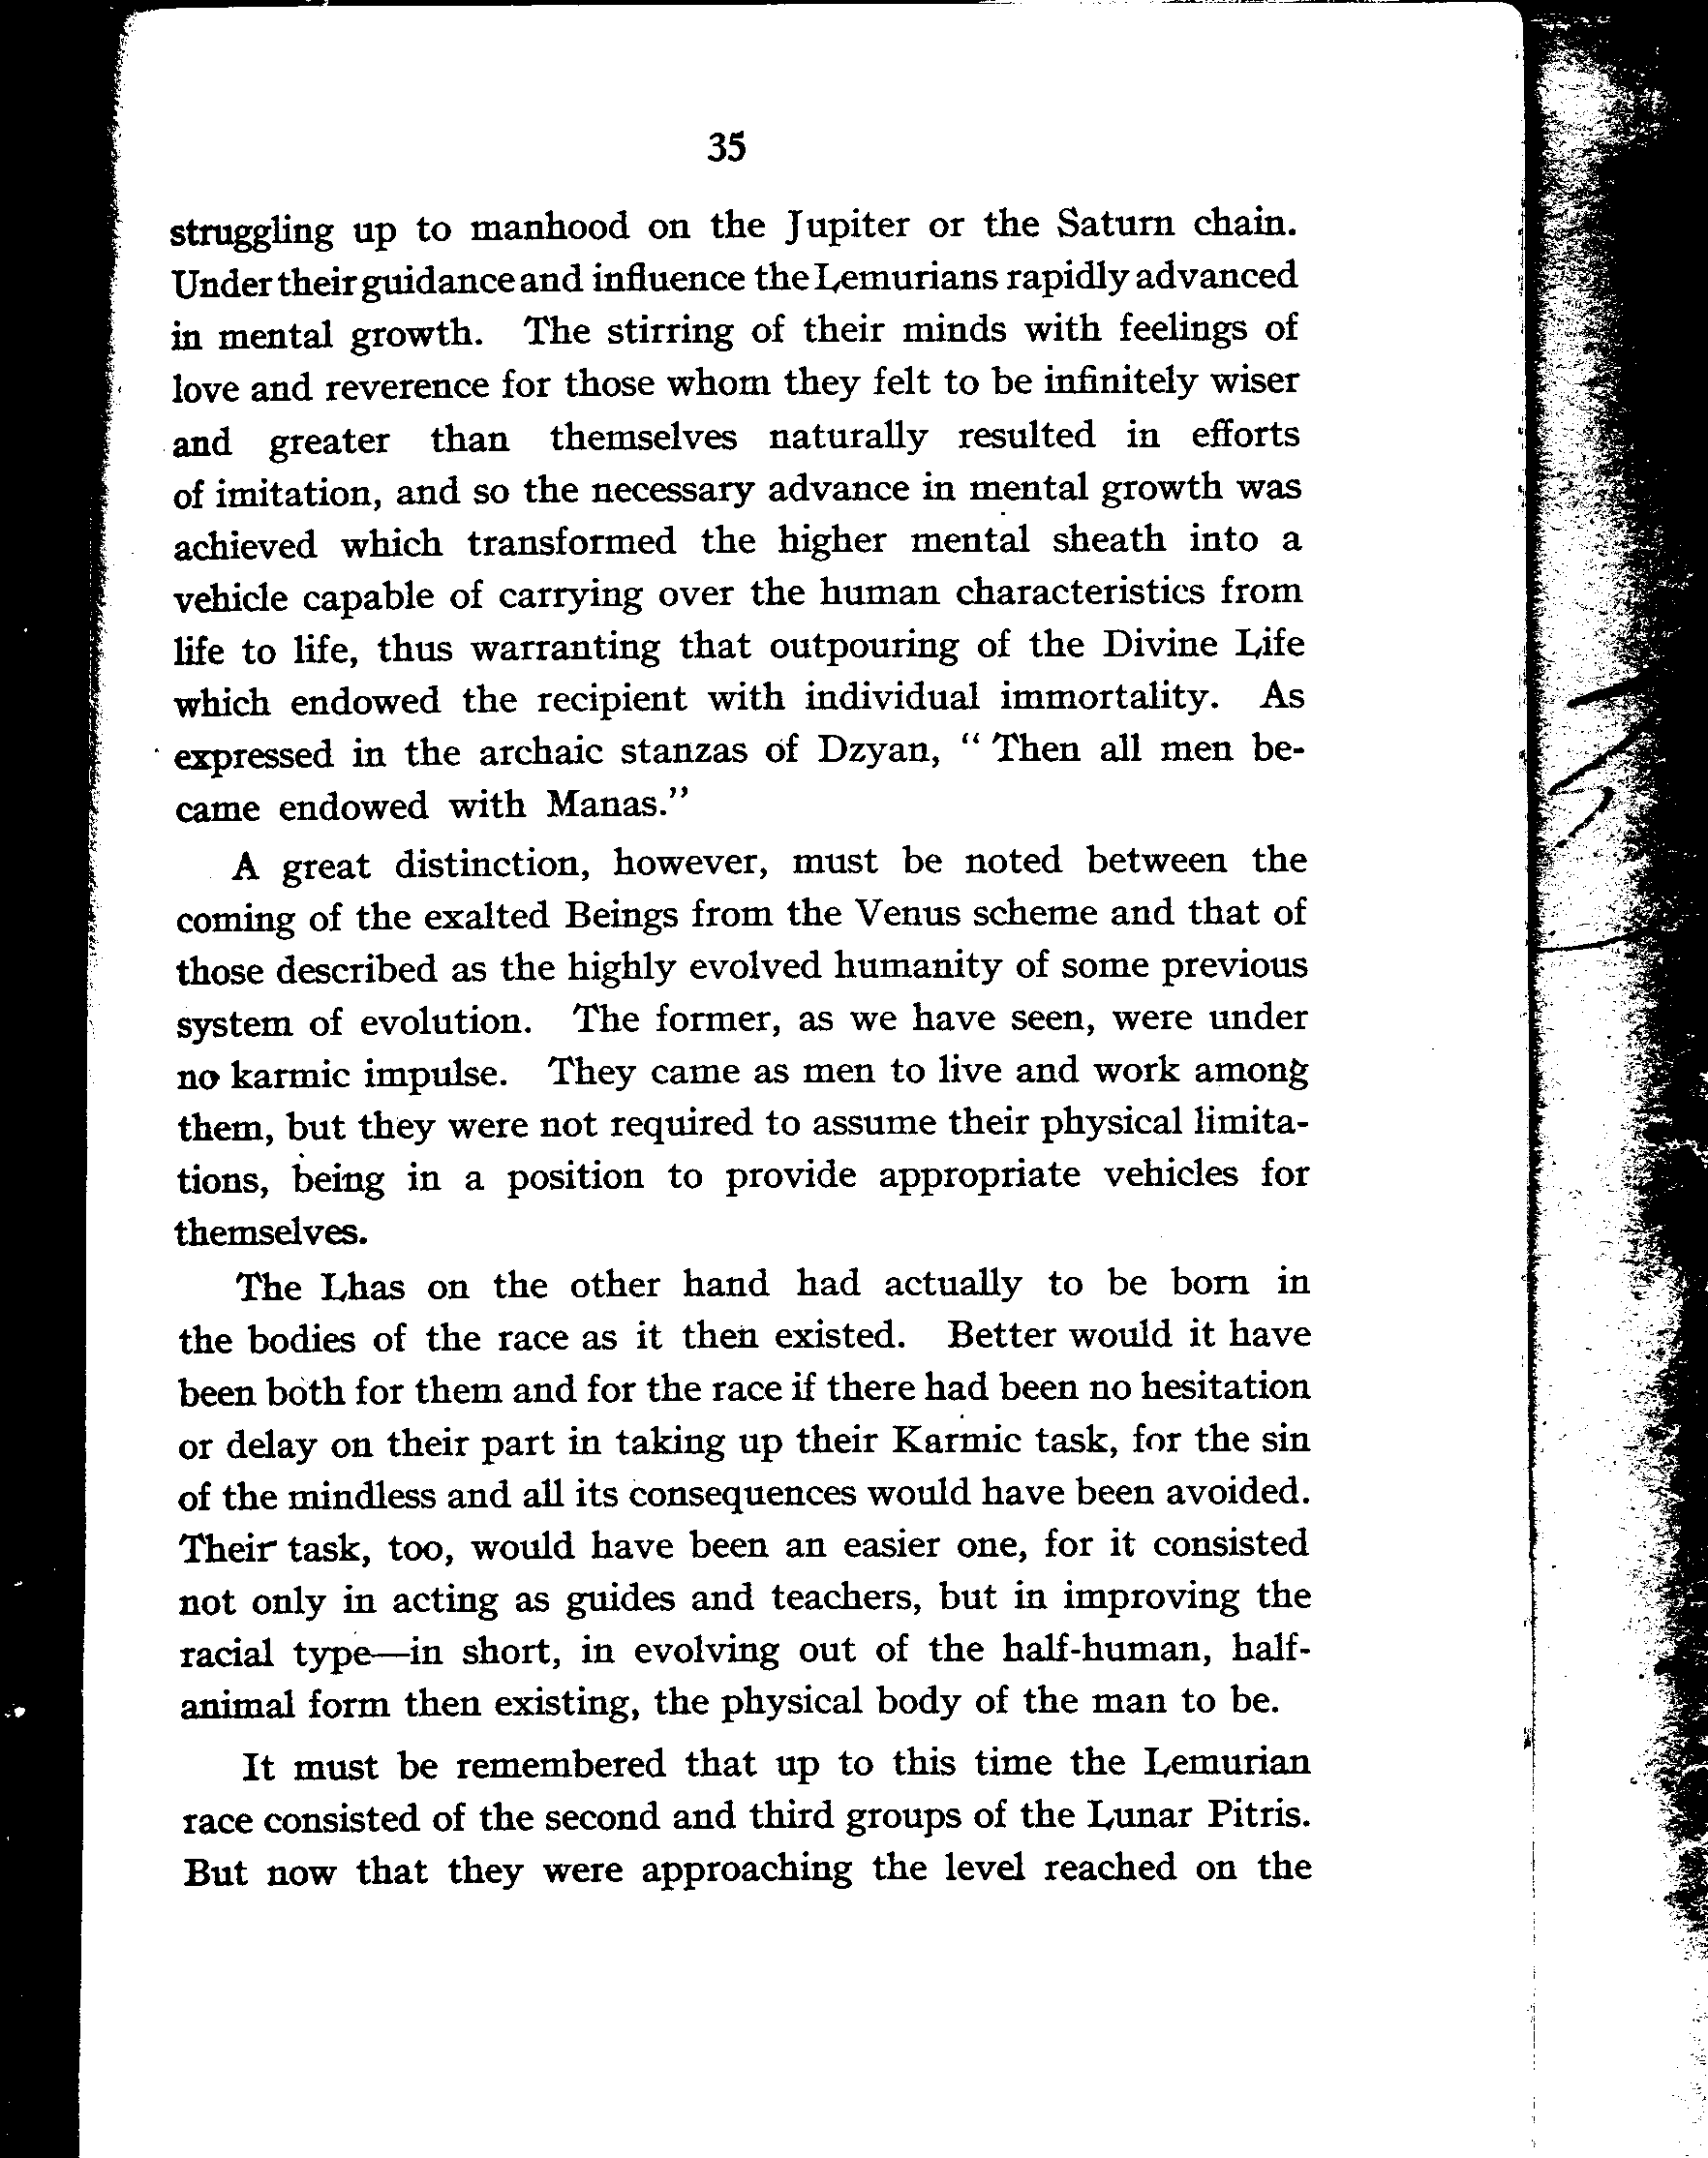 35
struggling up to manhood on the Jupiter or the Saturn chain.
Under their guidance and influence the Lemurians rapidly advanced
in mental growth. The stirring of their minds with feelings of
love and reverence for those whom they felt to be infinitely wiser
and greater than themselves naturally resulted in efforts
of imitation, and so the necessary advance in mental growth was
achieved which transformed the higher mental sheath into a
vehicle capable of carrying over the human characteristics from
life to life, thus warranting that outpouring of the Divine Life
which endowed the recipient with individual immortality. As
expressed in the archaic stanzas of Dzyan, “ Then all men be-
came endowed with Manas.”
A great distinction, however, must be noted between the
coming of the exalted Beings from the Venus scheme and that of
those described as the highly evolved humanity of some previous
system of evolution. The former, as we have seen, were under
no karmic impulse. They came as men to live and work among
them, but they were not required to assume their physical limita-
tions, being in a position to provide appropriate vehicles for
themselves.
The Lhas on the other hand had actually to be born in
the bodies of the race as it then existed. Better would it have
been both for them and for the race if there had been no hesitation
or delay on their part in taking up their Karmic task, for the sin
of the mindless and all its consequences would have been avoided.
Their task, too, would have been an easier one, for it consisted
not only in acting as guides and teachers, but in improving the
racial type—in short, in evolving out of the half-human, half-
animal form then existing, the physical body of the man to be.
It must be remembered that up to this time the Lemurian
race consisted of the second and third groups of the Lunar Pitris.
But now that they were approaching the level reached on the